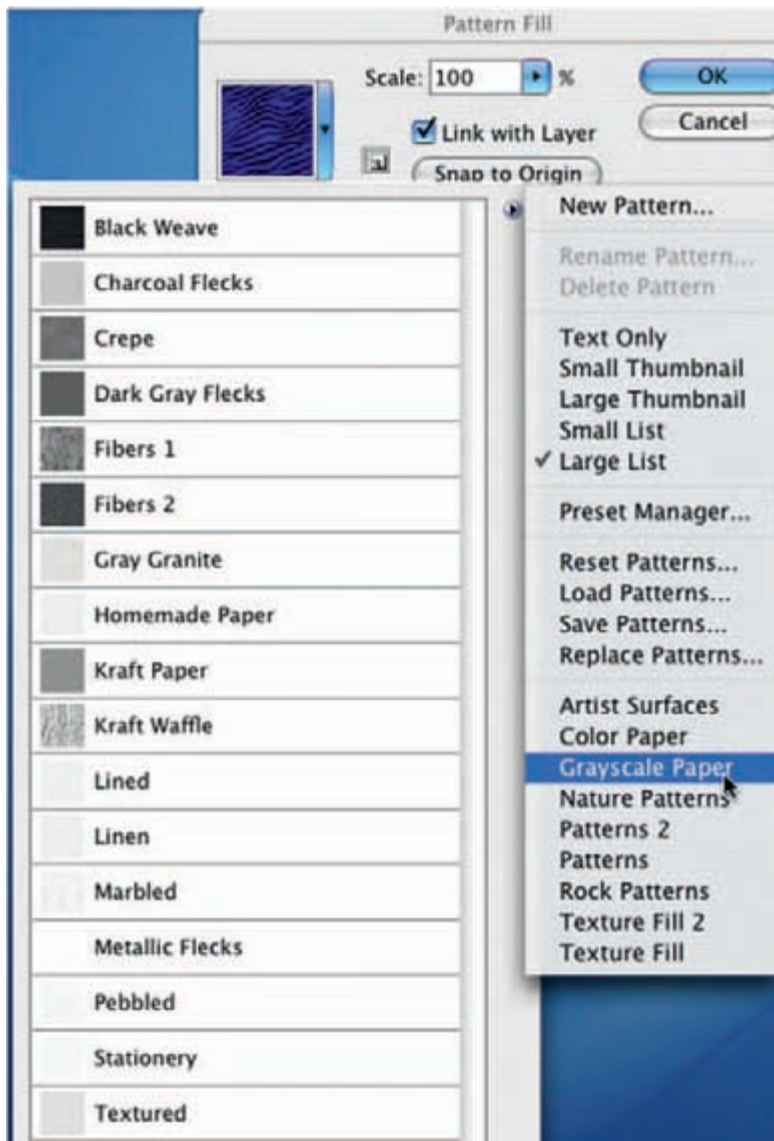 Pattern Fill
Scale: 100 %
OK
Link with Layer
Cancel
Snap to Origin
Black Weave
Charcoal Flecks
Crepe
Dark Gray Flecks
Fibers 1
Fibers 2
Gray Granite
Homemade Paper
Kraft Paper
Kraft Waffle
Lined
Linen
Marbled
Metallic Flecks
Pebbled
Stationery
Textured
New Pattern...
Rename Pattern...
Delete Pattern
Text Only
Small Thumbnail
Large Thumbnail
Small List
✓ Large List
Preset Manager...
Reset Patterns...
Load Patterns...
Save Patterns...
Replace Patterns...
Artist Surfaces
Color Paper
Grayscale Paper
Nature Patterns
Patterns 2
Patterns
Rock Patterns
Texture Fill 2
Texture Fill